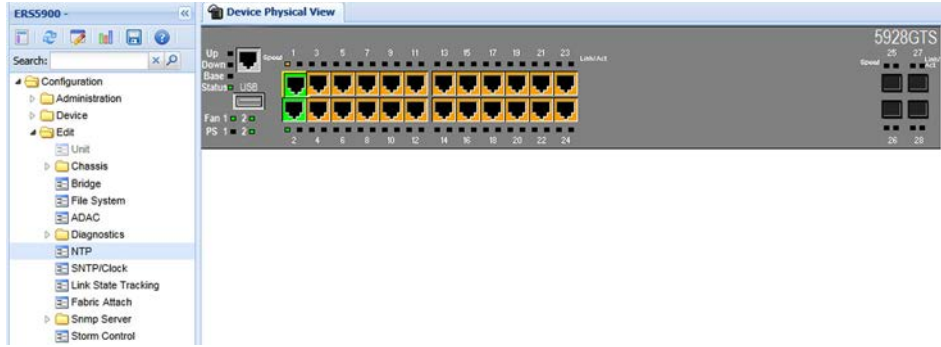 ERS5900 -
Device Physical View
Search:
Configuration
Administration
Device
Edit
Unit
Chassis
Bridge
File System
ADAC
Diagnostics
NTP
SNTP/Clock
Link State Tracking
Fabric Attach
Snmp Server
Storm Control
5928GTS
Up
Down
Base
Status
USB
Fan 1 2
PS 1 2
Speed 1 3 5 7 9 11 13 15 17 19 21 23 Link/Act
2 4 6 8 10 12 14 16 18 20 22 24
25 27
Speed Link/Act
26 28